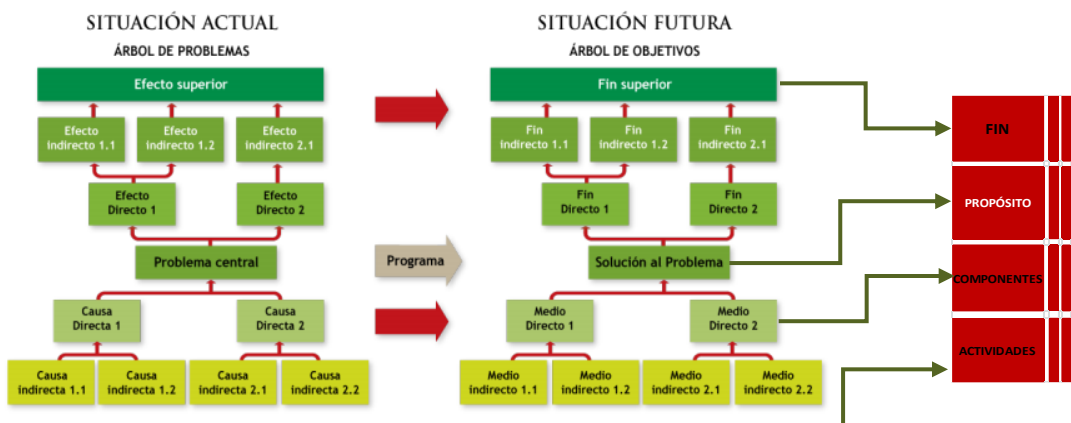 SITUACIÓN ACTUAL
ÁRBOL DE PROBLEMAS
Efecto superior
Efecto
indirecto 1.1
Efecto
indirecto 1.2
Efecto
indirecto 2.1
Efecto
Directo 1
Efecto
Directo 2
Problema central
Causa
Directa 1
Causa
Directa 2
Causa
indirecta 1.1
Causa
indirecta 1.2
Causa
indirecta 2.1
Causa
indirecta 2.2
Programa
SITUACIÓN FUTURA
ÁRBOL DE OBJETIVOS
Fin superior
Fin
indirecto 1.1
Fin
indirecto 1.2
Fin
indirecto 2.1
Fin
Directo 1
Fin
Directo 2
Solución al Problema
Medio
Directo 1
Medio
Directo 2
Medio
indirecto 1.1
Medio
indirecto 1.2
Medio
indirecto 2.1
Medio
indirecto 2.2
FIN
PROPÓSITO
COMPONENTES
ACTIVIDADES